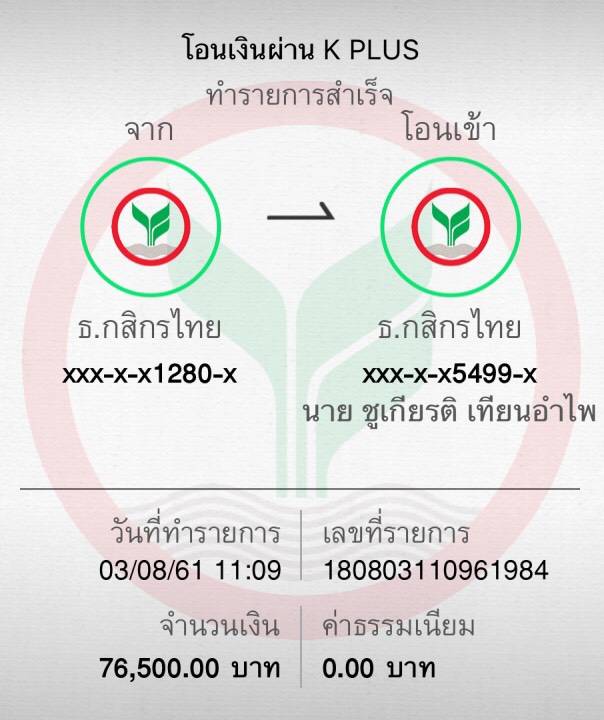 โอนเงินผ่าน K PLUS
ทำรายการสำเร็จ
จาก
โอนเข้า
ธ.กสิกรไทย
xxx-x-x1280-x
ธ.กสิกรไทย
xxx-x-x5499-x
นาย ชูเกียรติ เทียนอำไพ
วันที่ทำรายการ
03/08/61 11:09
เลขที่รายการ
180803110961984
จำนวนเงิน
76,500.00 บาท
ค่าธรรมเนียม
0.00 บาท